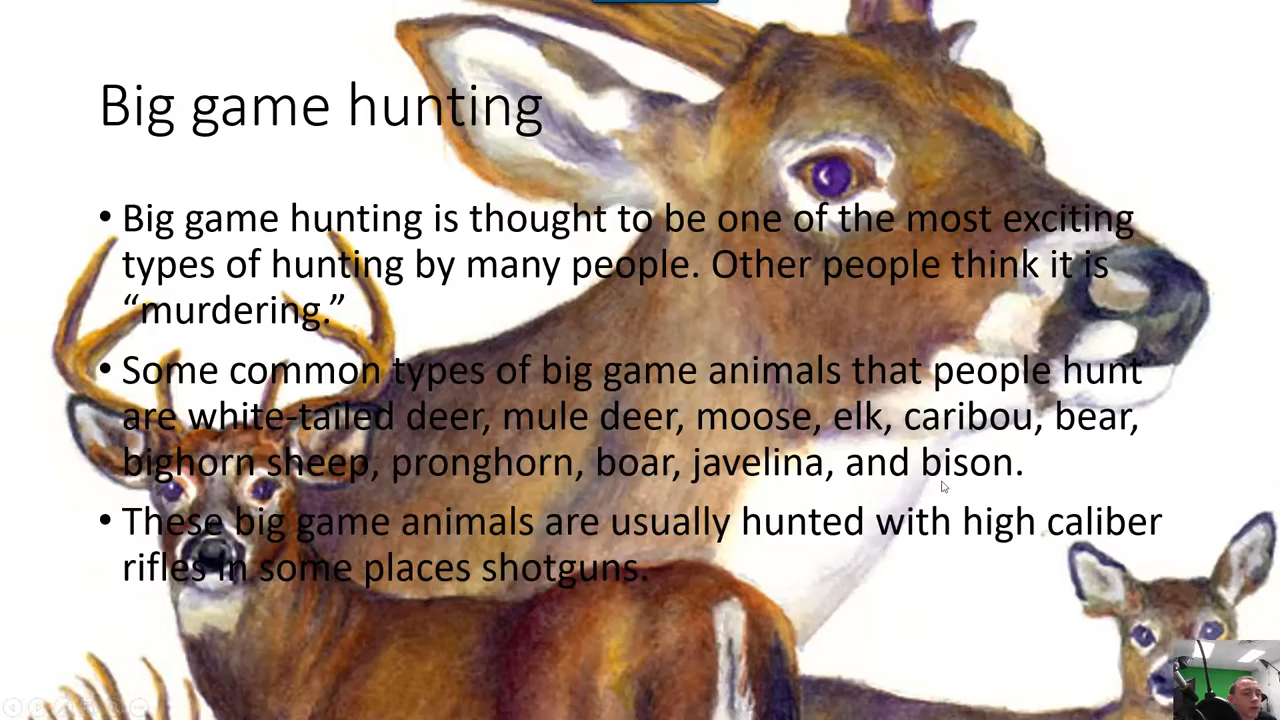 Big game hunting
• Big game hunting is thought to be one of the most exciting
types of hunting by many people. Other people think it is
“murdering.”
• Some common types of big game animals that people hunt
are white-tailed deer, mule deer, moose, elk, caribou, bear,
bighorn sheep, pronghorn, boar, javelina, and bison.
• These big game animals are usually hunted with high caliber
rifles in some places shotguns.